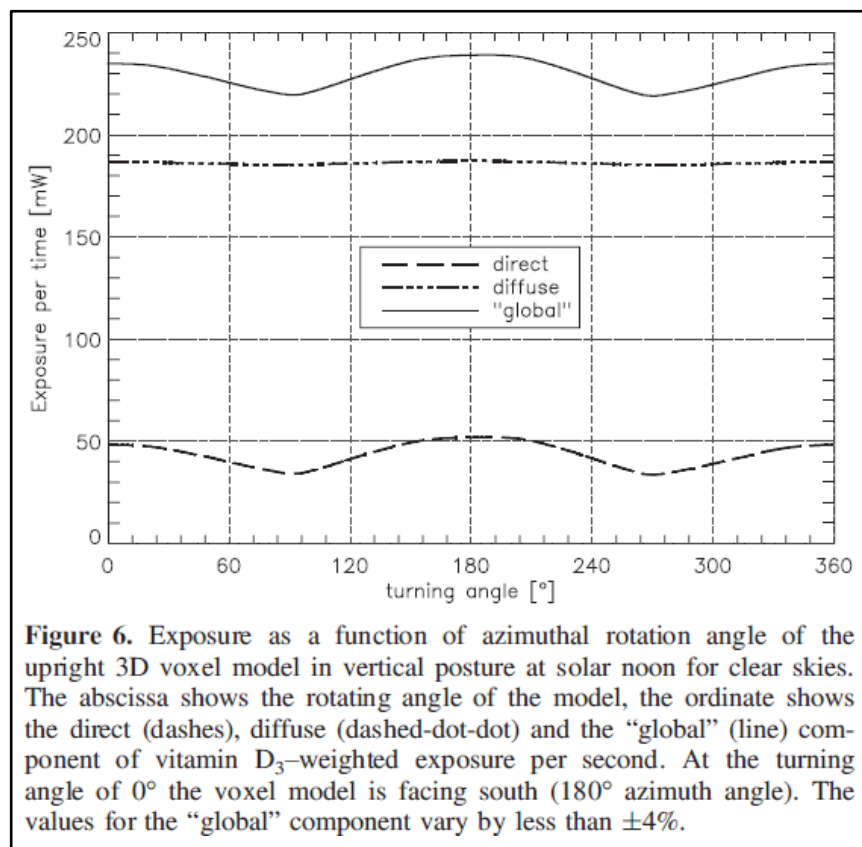 250
200
150
100
50
0
Exposure per time [mW]
direct
diffuse
"global"
0 60 120 180 240 300 360
turning angle [°]
Figure 6. Exposure as a function of azimuthal rotation angle of the
upright 3D voxel model in vertical posture at solar noon for clear skies.
The abscissa shows the rotating angle of the model, the ordinate shows
the direct (dashes), diffuse (dashed-dot-dot) and the “global” (line) com-
ponent of vitamin D₃–weighted exposure per second. At the turning
angle of 0° the voxel model is facing south (180° azimuth angle). The
values for the “global” component vary by less than ±4%.